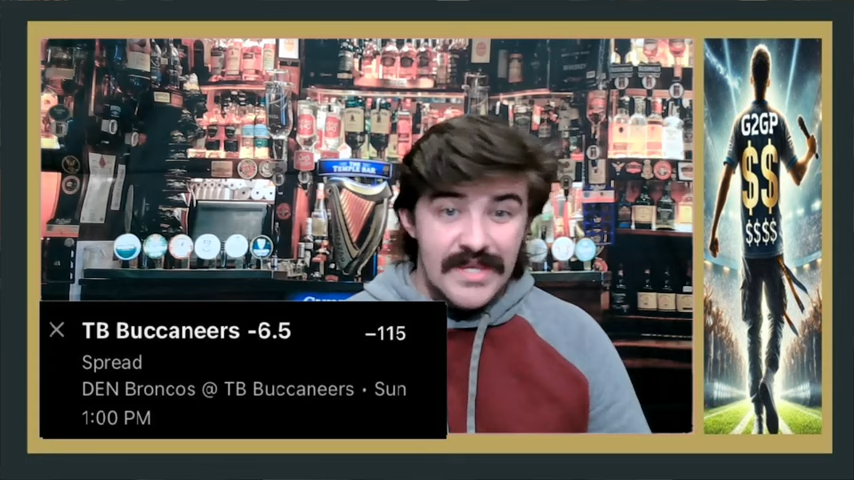 THE
TEMPLE BAR
G2GP
$$
$$$$
TB Buccaneers -6.5 −115
Spread
DEN Broncos @ TB Buccaneers • Sun
1:00 PM